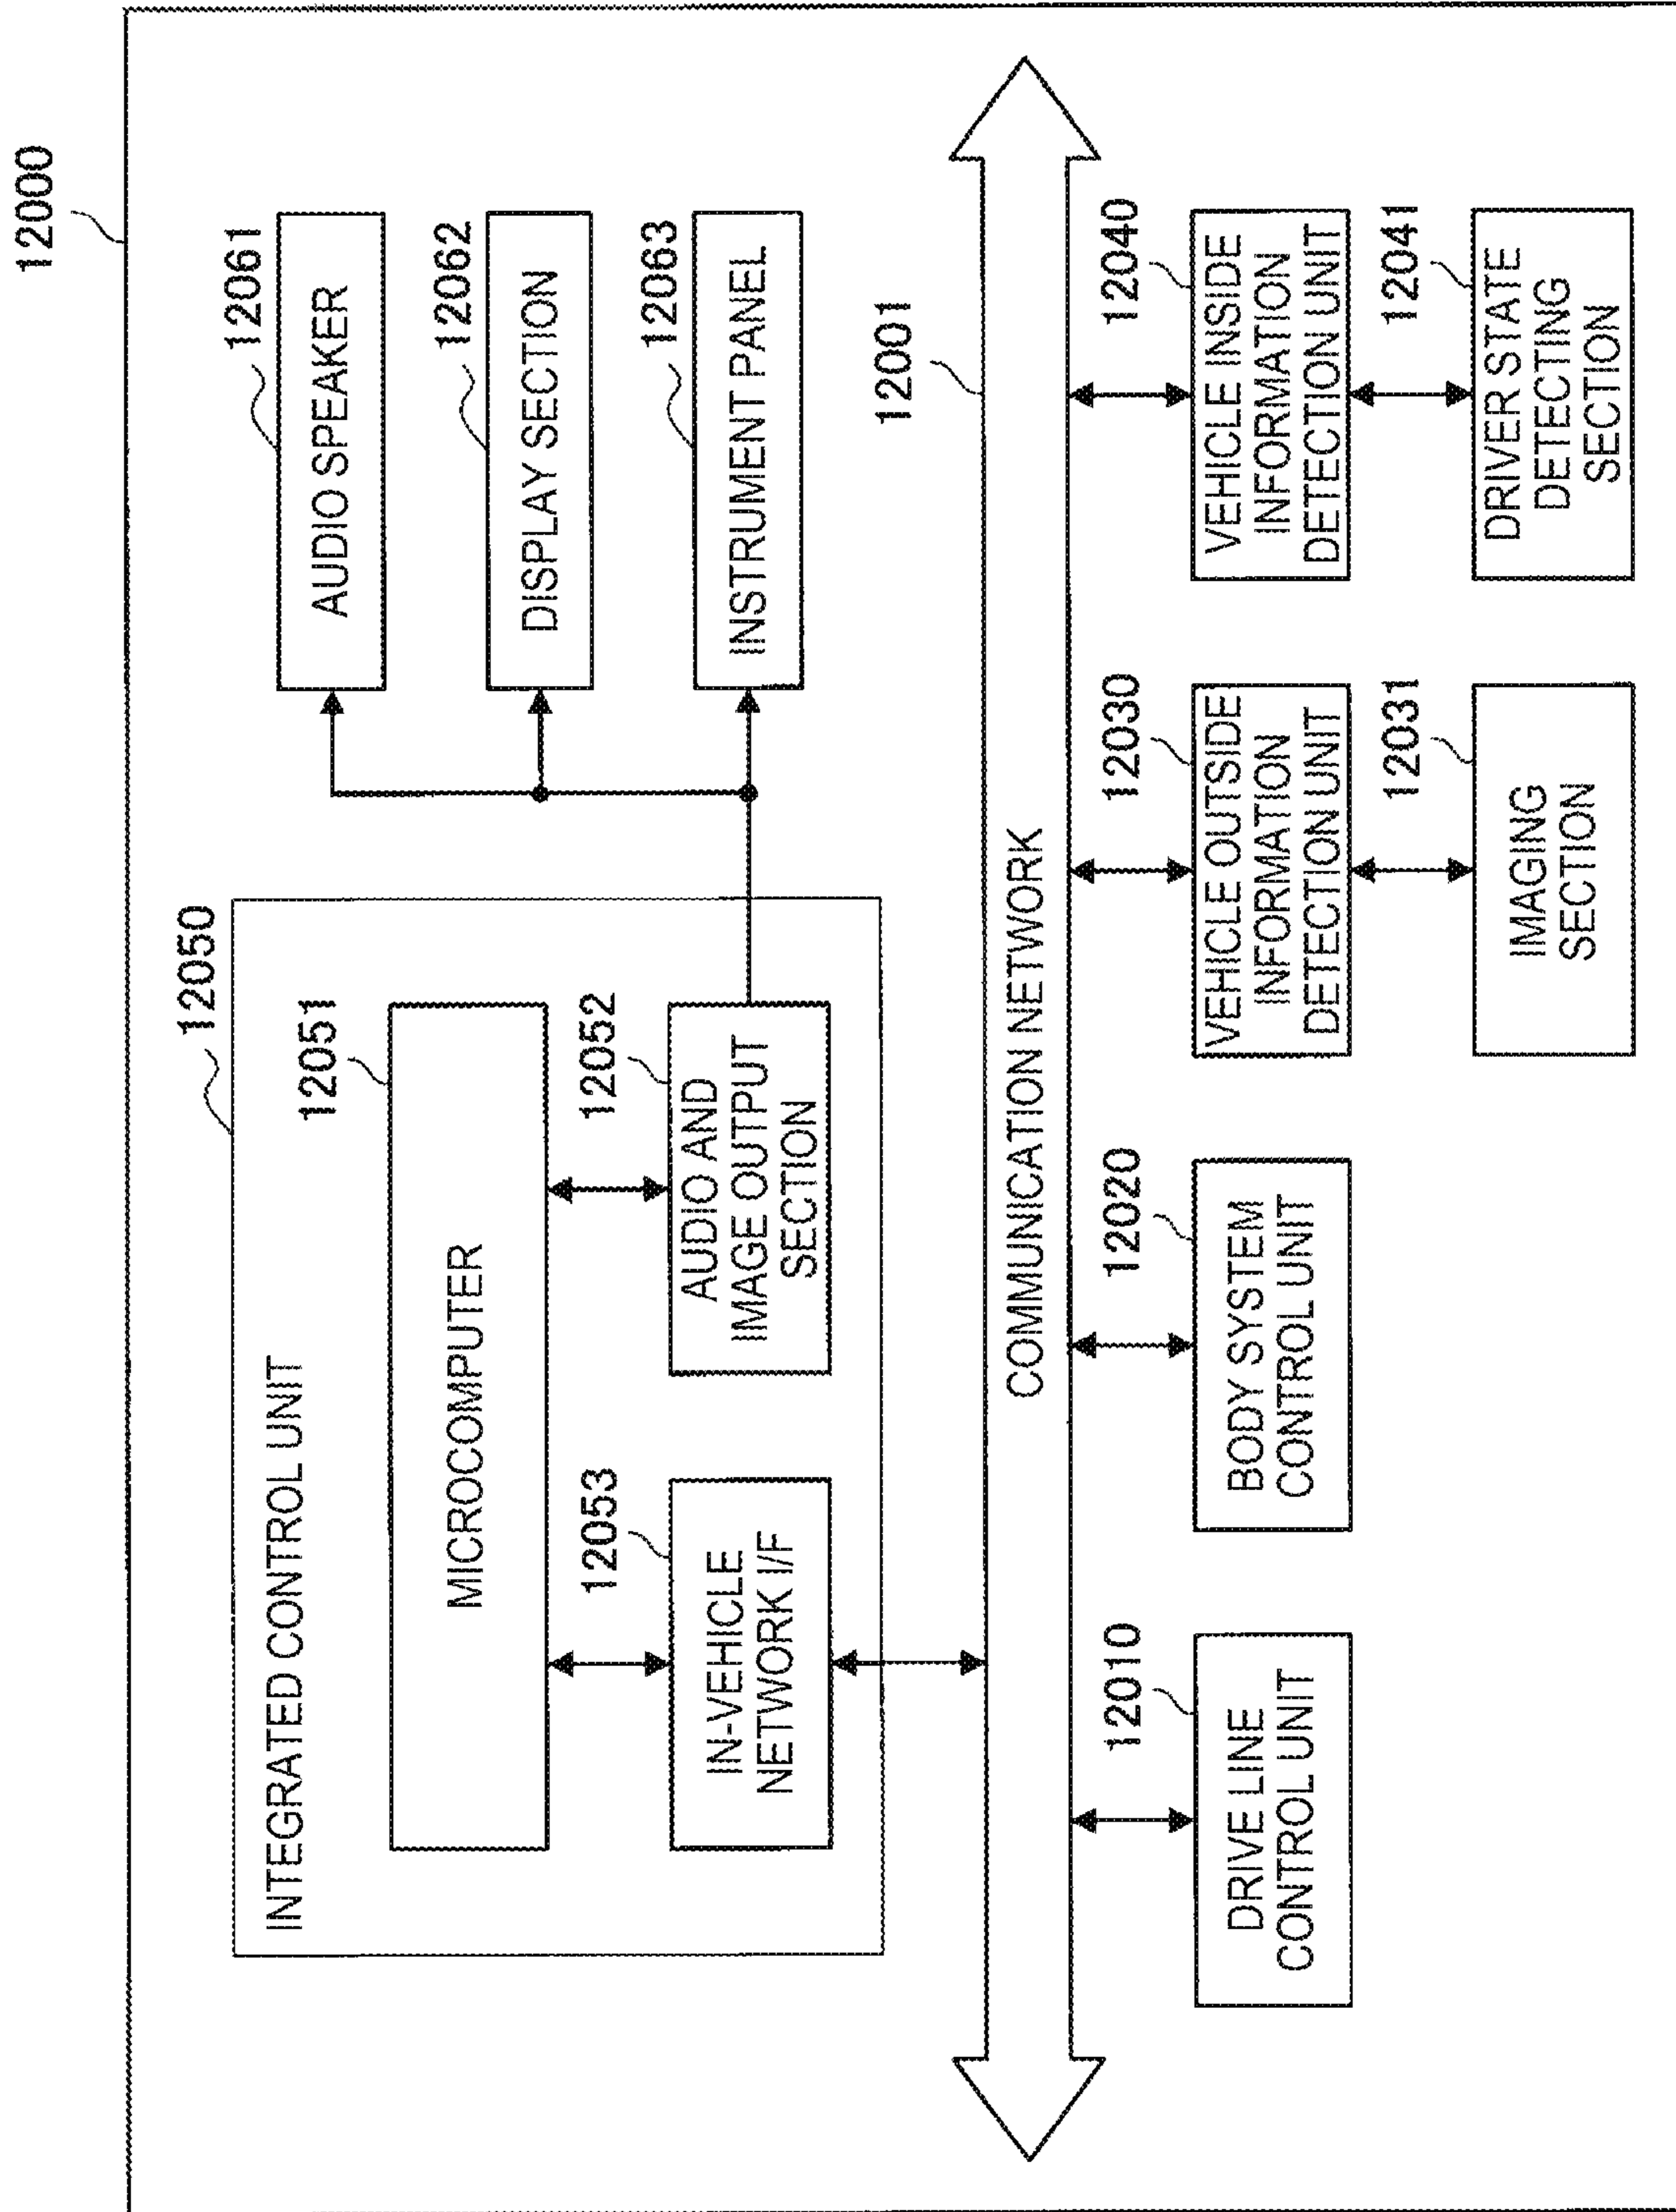 12000
12050
INTEGRATED CONTROL UNIT
12051
MICROCOMPUTER
12053
IN-VEHICLE
NETWORK I/F
12052
AUDIO AND
IMAGE OUTPUT
SECTION
12061
AUDIO SPEAKER
12062
DISPLAY SECTION
12063
INSTRUMENT PANEL
12001
COMMUNICATION NETWORK
12010
DRIVE LINE
CONTROL UNIT
12020
BODY SYSTEM
CONTROL UNIT
12030
VEHICLE OUTSIDE
INFORMATION
DETECTION UNIT
12031
IMAGING
SECTION
12040
VEHICLE INSIDE
INFORMATION
DETECTION UNIT
12041
DRIVER STATE
DETECTING
SECTION